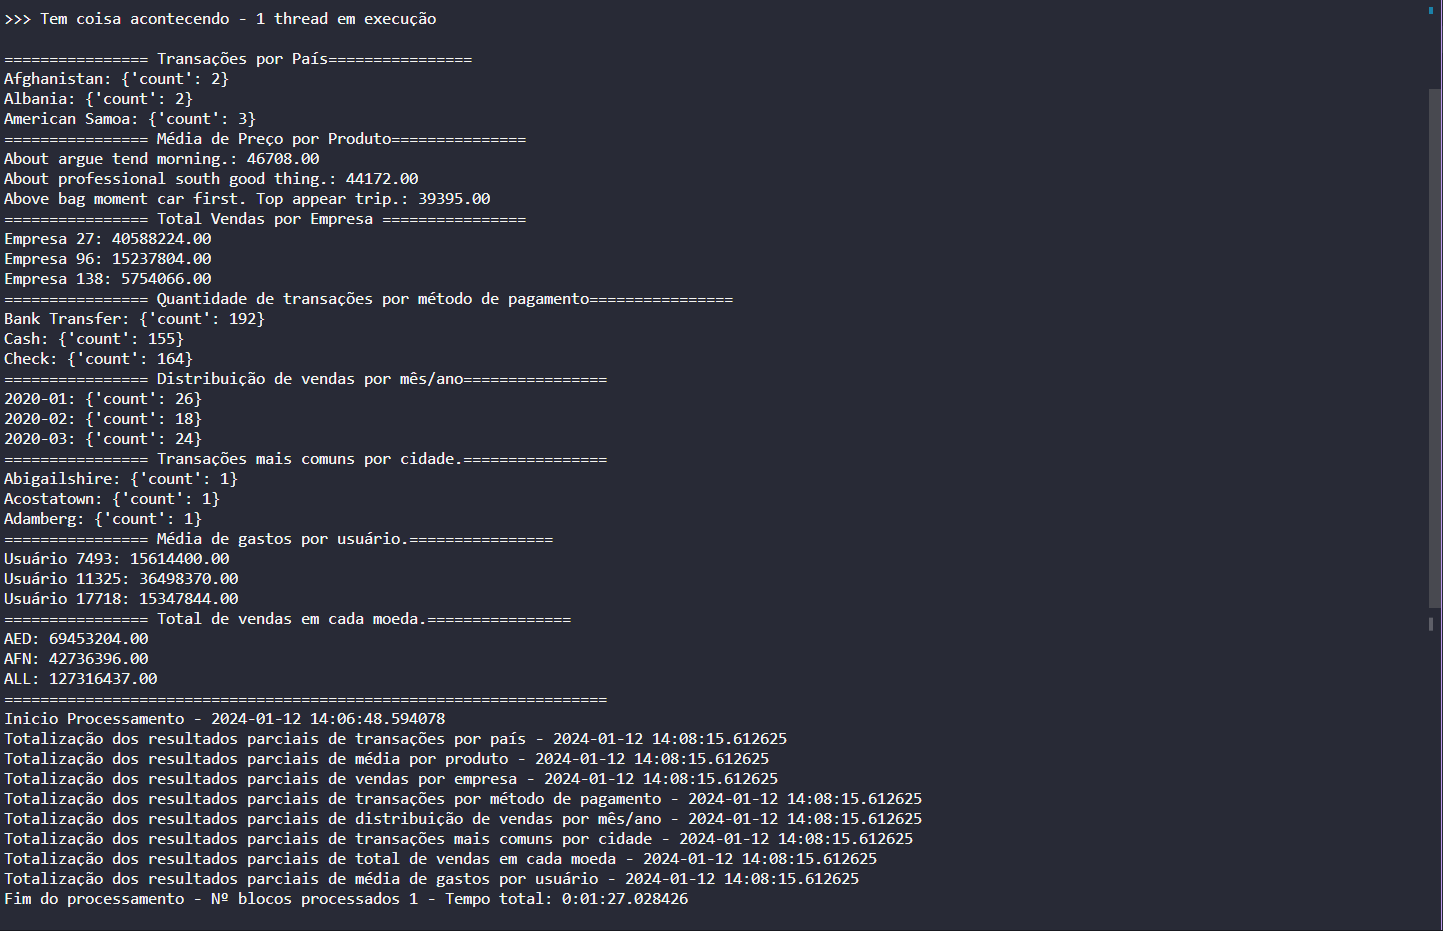 >>> Tem coisa acontecendo - 1 thread em execução
================ Transações por País================
Afghanistan: {'count': 2}
Albania: {'count': 2}
American Samoa: {'count': 3}
================ Média de Preço por Produto===============
About argue tend morning.: 46708.00
About professional south good thing.: 44172.00
Above bag moment car first. Top appear trip.: 39395.00
================ Total Vendas por Empresa ================
Empresa 27: 40588224.00
Empresa 96: 15237804.00
Empresa 138: 5754066.00
================ Quantidade de transações por método de pagamento================
Bank Transfer: {'count': 192}
Cash: {'count': 155}
Check: {'count': 164}
================ Distribuição de vendas por mês/ano================
2020-01: {'count': 26}
2020-02: {'count': 18}
2020-03: {'count': 24}
================ Transações mais comuns por cidade.================
Abigailshire: {'count': 1}
Acostatown: {'count': 1}
Adamberg: {'count': 1}
================ Média de gastos por usuário.================
Usuário 7493: 15614400.00
Usuário 11325: 36498370.00
Usuário 17718: 15347844.00
================ Total de vendas em cada moeda.================
AED: 69453204.00
AFN: 42736396.00
ALL: 127316437.00
===================================================================
Inicio Processamento - 2024-01-12 14:06:48.594078
Totalização dos resultados parciais de transações por país - 2024-01-12 14:08:15.612625
Totalização dos resultados parciais de média por produto - 2024-01-12 14:08:15.612625
Totalização dos resultados parciais de vendas por empresa - 2024-01-12 14:08:15.612625
Totalização dos resultados parciais de transações por método de pagamento - 2024-01-12 14:08:15.612625
Totalização dos resultados parciais de distribuição de vendas por mês/ano - 2024-01-12 14:08:15.612625
Totalização dos resultados parciais de transações mais comuns por cidade - 2024-01-12 14:08:15.612625
Totalização dos resultados parciais de total de vendas em cada moeda - 2024-01-12 14:08:15.612625
Totalização dos resultados parciais de média de gastos por usuário - 2024-01-12 14:08:15.612625
Fim do processamento - Nº blocos processados 1 - Tempo total: 0:01:27.028426